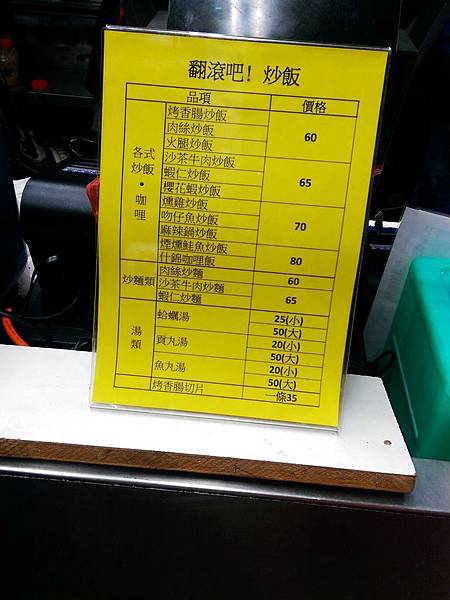 翻滾吧! 炒飯
品項 價格
各式炒飯•咖哩
烤香腸炒飯
肉絲炒飯 60
火腿炒飯
沙茶牛肉炒飯
蝦仁炒飯 65
櫻花蝦炒飯
燻雞炒飯
吻仔魚炒飯 70
麻辣鍋炒飯
煙燻鮭魚炒飯 80
什錦咖哩飯
炒麵類
肉絲炒麵 60
沙茶牛肉炒麵
蝦仁炒麵 65
湯類
蛤蠣湯 25(小)
50(大)
貢丸湯 20(小)
50(大)
魚丸湯 20(小)
50(大)
烤香腸切片 一條35